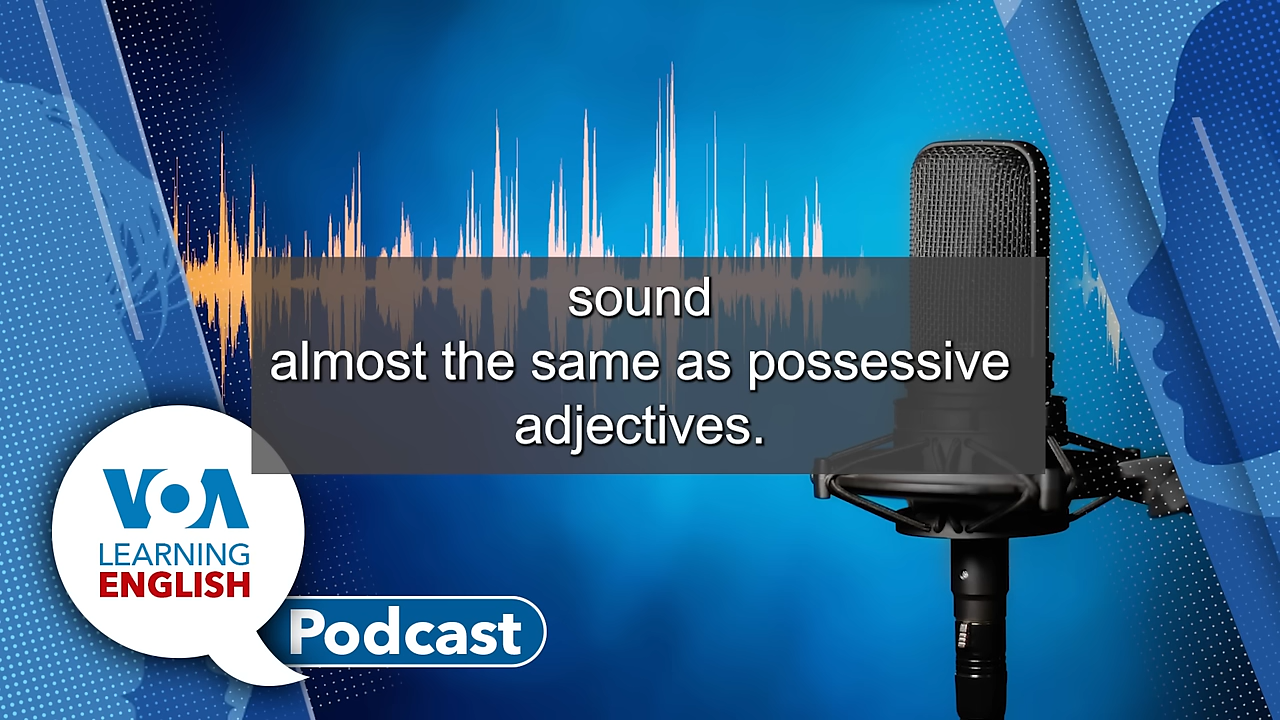 sound
almost the same as possessive
adjectives.
VOA
LEARNING
ENGLISH
Podcast